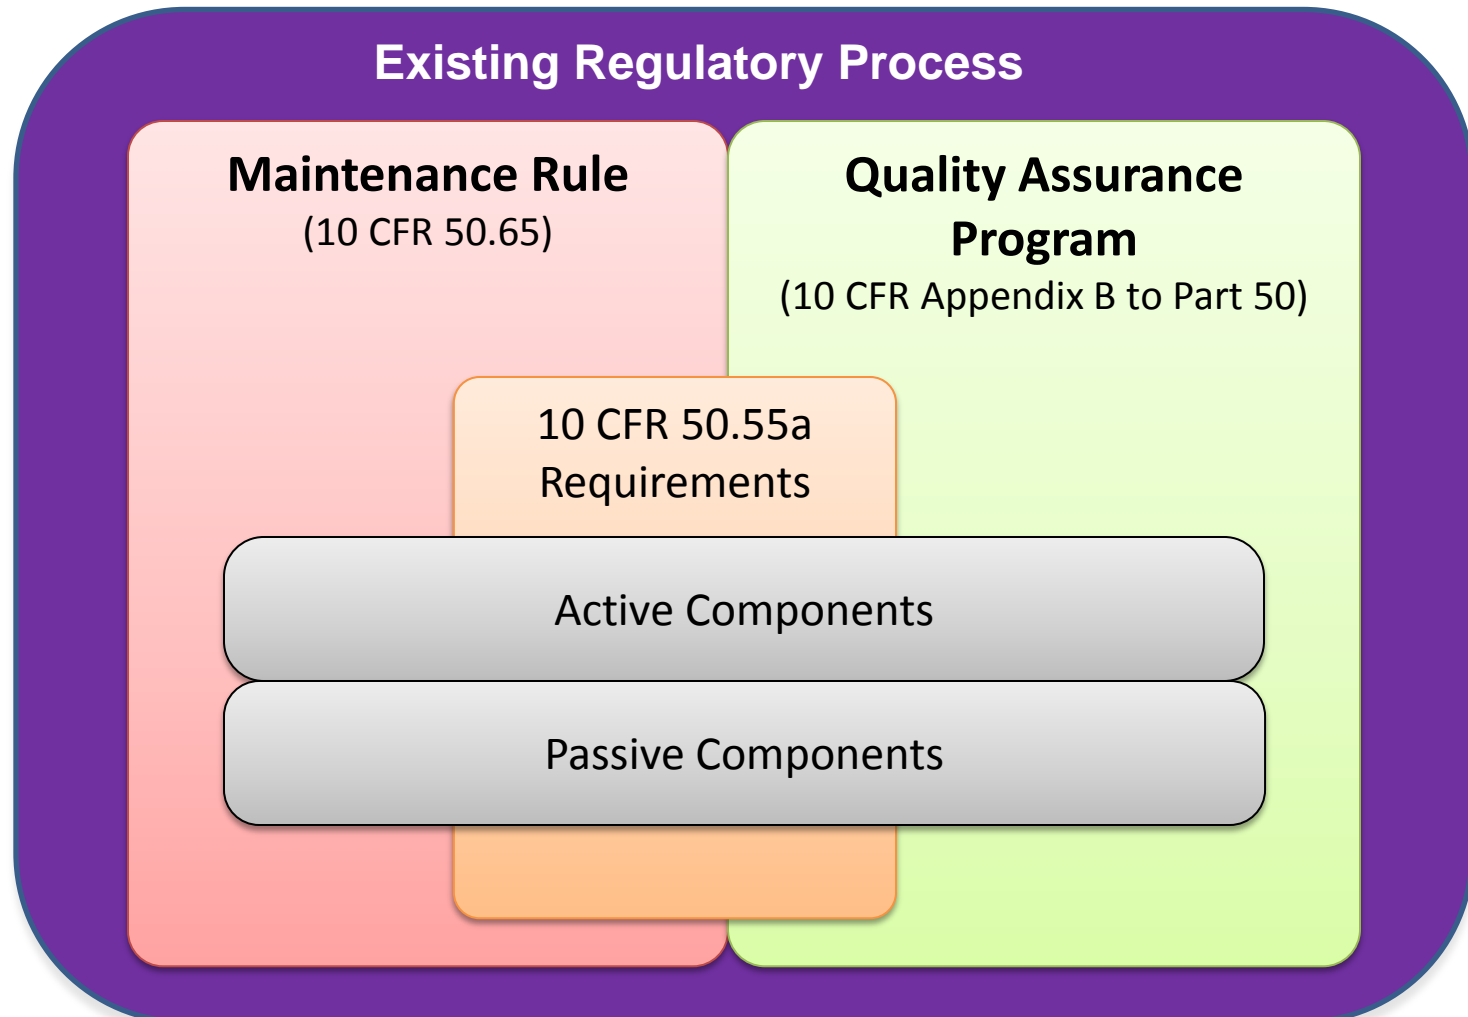 Existing Regulatory Process
Maintenance Rule
(10 CFR 50.65)
Quality Assurance
Program
(10 CFR Appendix B to Part 50)
10 CFR 50.55a
Requirements
Active Components
Passive Components